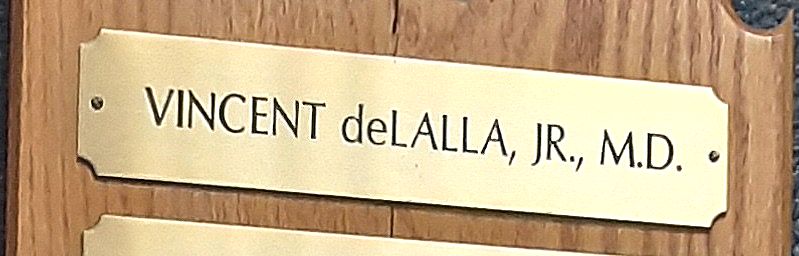 VINCENT deLALLA, JR., M.D.